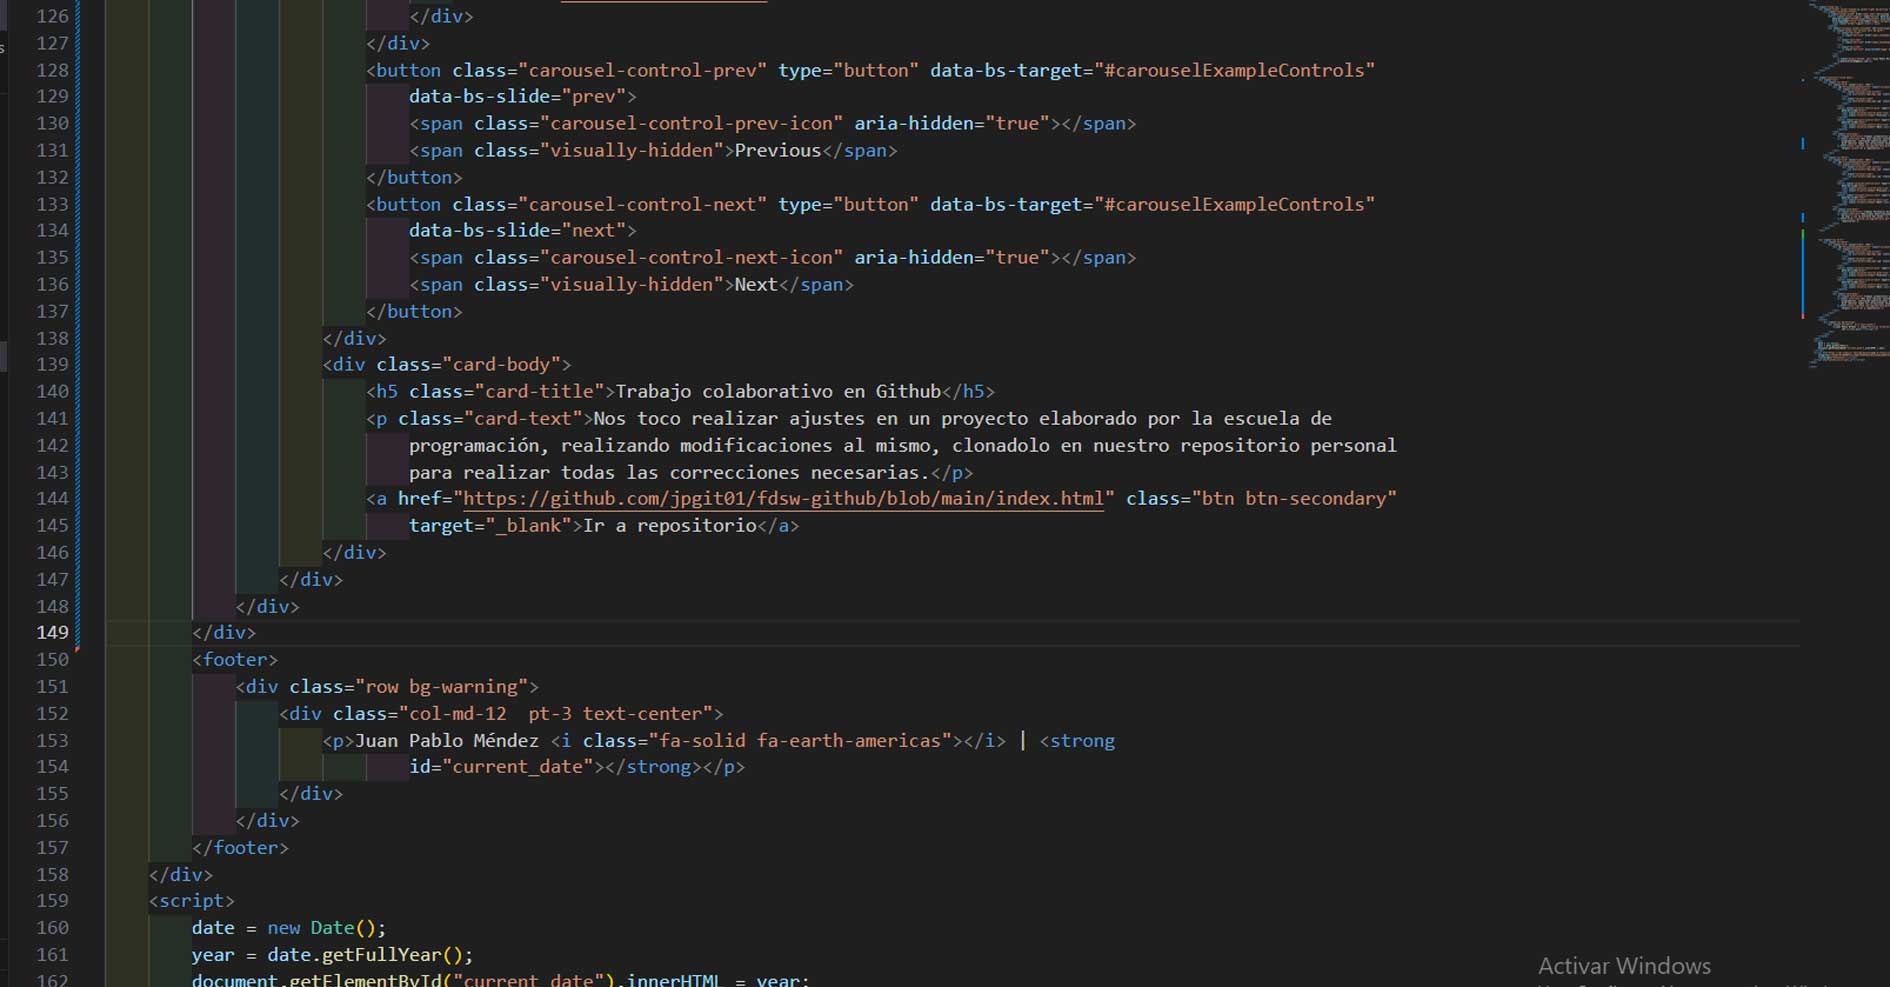 126 </div>
127 </div>
128 <button class="carousel-control-prev" type="button" data-bs-target="#carouselExampleControls"
129 data-bs-slide="prev">
130 <span class="carousel-control-prev-icon" aria-hidden="true"></span>
131 <span class="visually-hidden">Previous</span>
132 </button>
133 <button class="carousel-control-next" type="button" data-bs-target="#carouselExampleControls"
134 data-bs-slide="next">
135 <span class="carousel-control-next-icon" aria-hidden="true"></span>
136 <span class="visually-hidden">Next</span>
137 </button>
138 </div>
139 <div class="card-body">
140 <h5 class="card-title">Trabajo colaborativo en Github</h5>
141 <p class="card-text">Nos toco realizar ajustes en un proyecto elaborado por la escuela de
142 programación, realizando modificaciones al mismo, clonadolo en nuestro repositorio personal
143 para realizar todas las correcciones necesarias.</p>
144 <a href="https://github.com/jpgit01/fdsw-github/blob/main/index.html" class="btn btn-secondary"
145 target="_blank">Ir a repositorio</a>
146 </div>
147 </div>
148 </div>
149 </div>
150 <footer>
151 <div class="row bg-warning">
152 <div class="col-md-12  pt-3 text-center">
153 <p>Juan Pablo Méndez <i class="fa-solid fa-earth-americas"></i> | <strong
154 id="current_date"></strong></p>
155 </div>
156 </div>
157 </footer>
158 </div>
159 <script>
160 date = new Date();
161 year = date.getFullYear();
162 document.getElementById("current_date").innerHTML = year;
Activar Windows